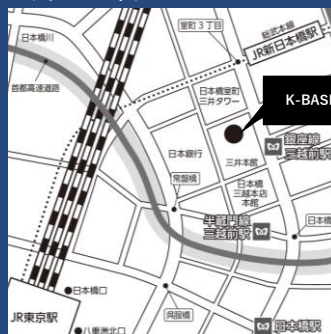 室町3丁目
総武本線
JR新日本橋駅
日本橋川
首都高速道路
日本橋室町
三井タワー
K-BAS
銀座線
三越前駅
日本銀行
三井本館
常盤橋
日本橋
三越本店
本館
半蔵門線
三越前駅
日本橋
日本橋口
JR東京駅
呉服橋
八重洲北口
日本橋駅